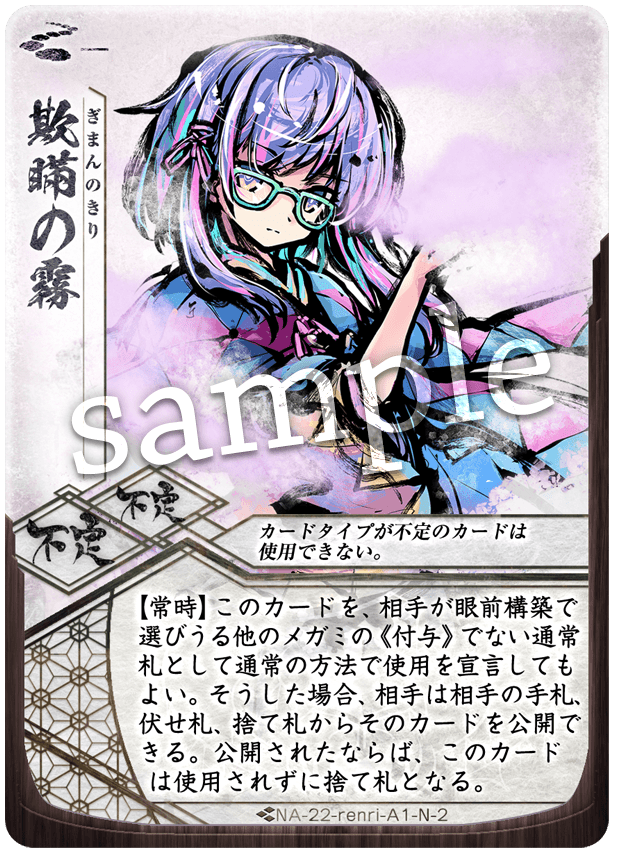 欺瞞の霧
ぎまんのきり
sample
不定
不定
カードタイプが不定のカードは
使用できない。
【常時】このカードを、相手が眼前構築で
選びうる他のメガミの《付与》でない通常
札として通常の方法で使用を宣言しても
よい。そうした場合、相手は相手の手札、
伏せ札、捨て札からそのカードを公開で
きる。公開されたならば、このカード
は使用されずに捨て札となる。
NA-22-renri-A1-N-2